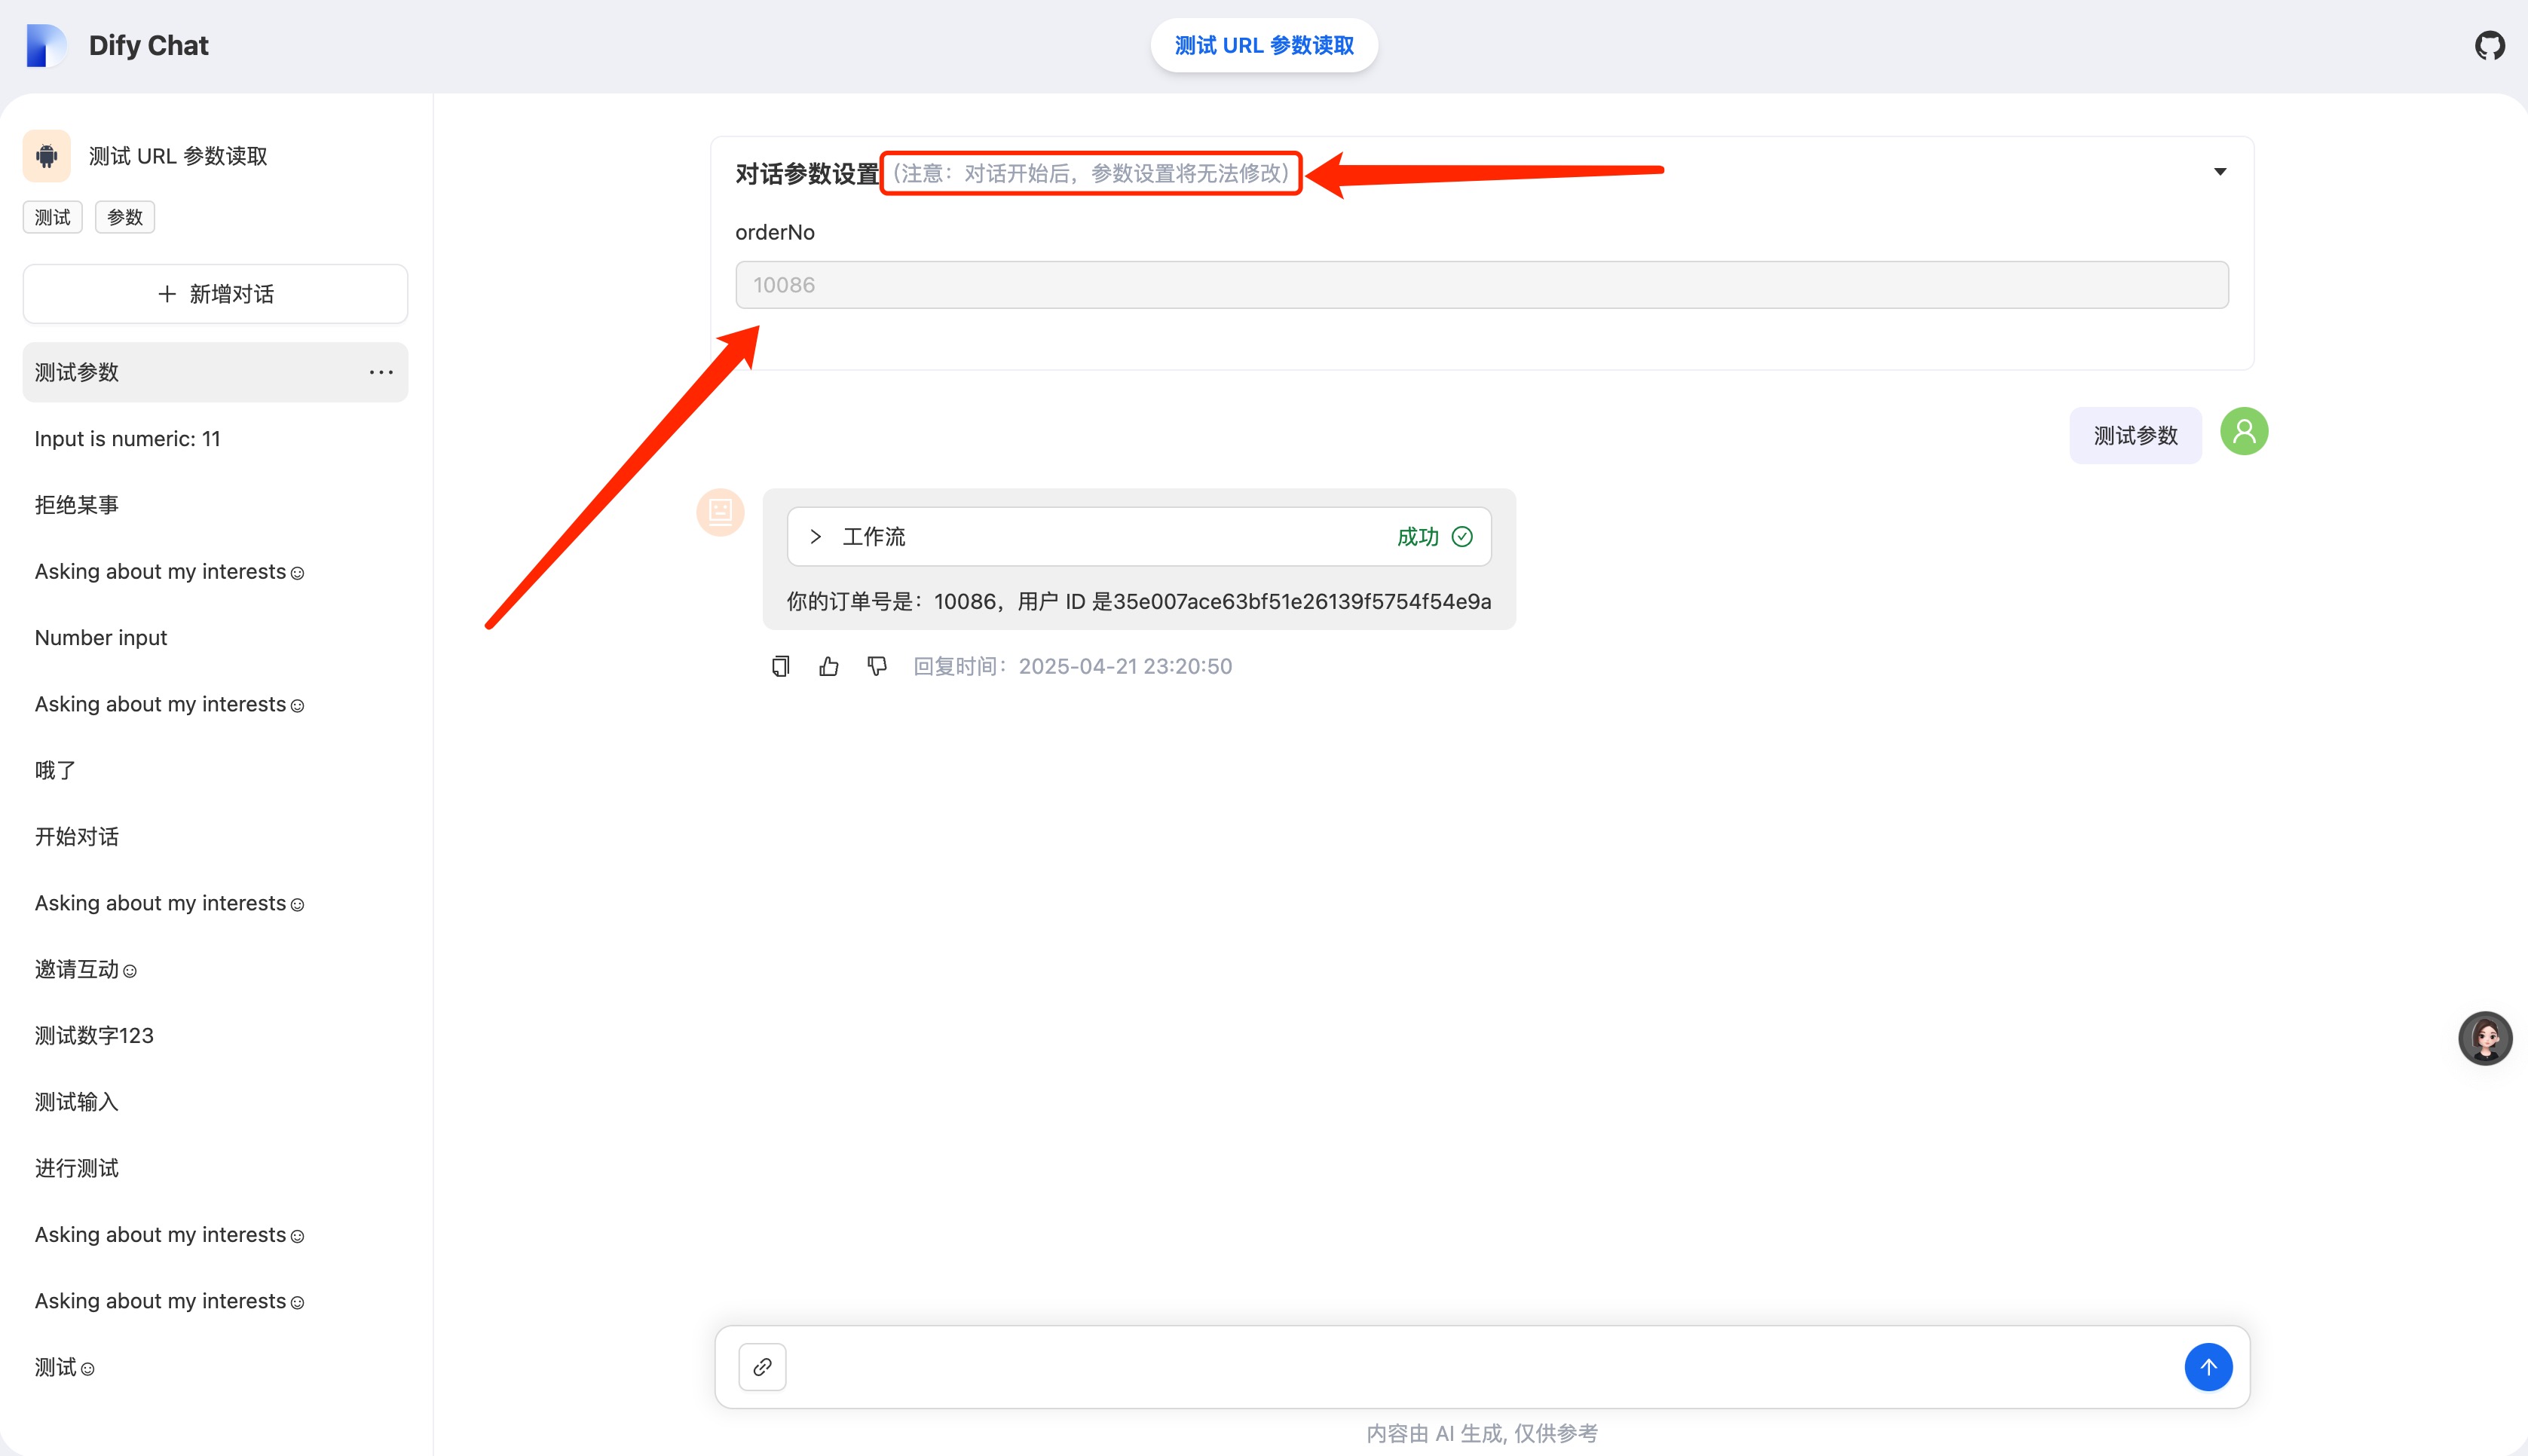 Dify Chat
测试 URL 参数读取
测试 URL 参数读取
测试 参数
新增对话
测试参数
Input is numeric: 11
拒绝某事
Asking about my interests☺
Number input
Asking about my interests☺
哦了
开始对话
Asking about my interests☺
邀请互动☺
测试数字123
测试输入
进行测试
Asking about my interests☺
Asking about my interests☺
测试☺
对话参数设置（注意：对话开始后，参数设置将无法修改）
orderNo
10086
测试参数
工作流 成功
你的订单号是：10086，用户 ID 是35e007ace63bf51e26139f5754f54e9a
回复时间：2025-04-21 23:20:50
内容由 AI 生成, 仅供参考